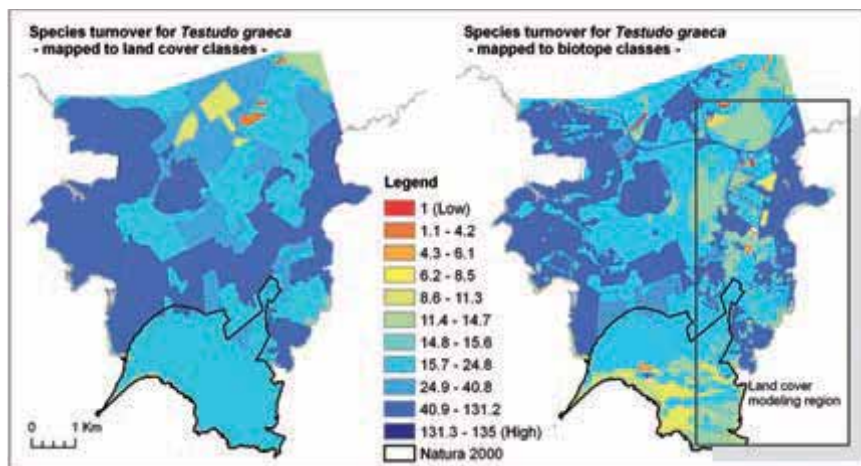 Species turnover for Testudo graeca
- mapped to land cover classes -
Species turnover for Testudo graeca
- mapped to biotope classes -
Legend
1 (Low)
1.1 - 4.2
4.3 - 6.1
6.2 - 8.5
8.6 - 11.3
11.4 - 14.7
14.8 - 15.6
15.7 - 24.8
24.9 - 40.8
40.9 - 131.2
131.3 - 135 (High)
Natura 2000
0 1 Km
Land cover
modeling region